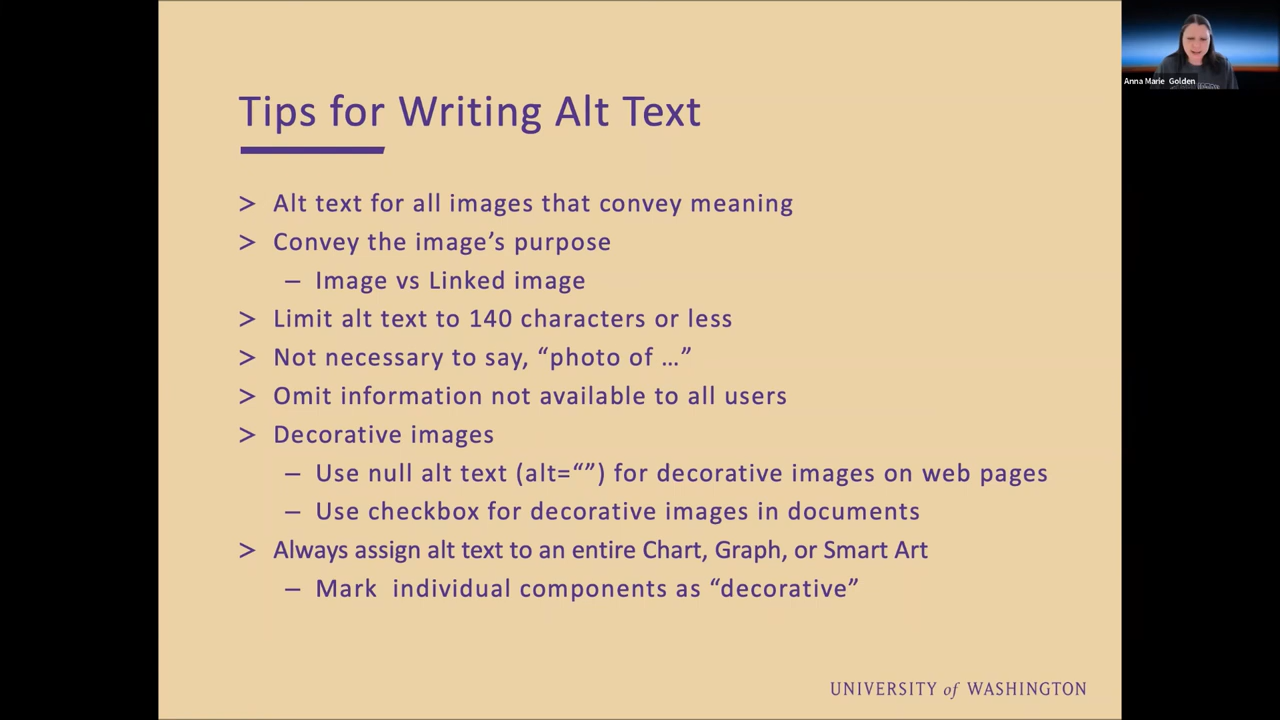 Tips for Writing Alt Text
> Alt text for all images that convey meaning
> Convey the image’s purpose
– Image vs Linked image
> Limit alt text to 140 characters or less
> Not necessary to say, “photo of …”
> Omit information not available to all users
> Decorative images
– Use null alt text (alt=“”) for decorative images on web pages
– Use checkbox for decorative images in documents
> Always assign alt text to an entire Chart, Graph, or Smart Art
– Mark  individual components as “decorative”
UNIVERSITY of WASHINGTON
Anna Marie Golden